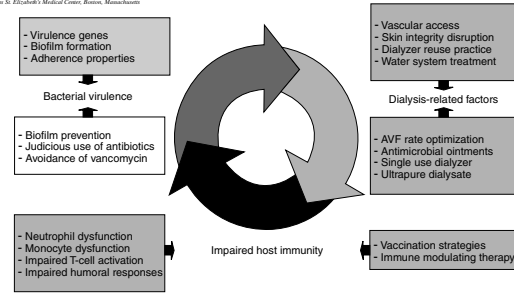 s St. Elizabeth's Medical Center, Boston, Massachusetts
- Virulence genes
- Biofilm formation
- Adherence properties
Bacterial virulence
- Biofilm prevention
- Judicious use of antibiotics
- Avoidance of vancomycin
- Vascular access
- Skin integrity disruption
- Dialyzer reuse practice
- Water system treatment
Dialysis-related factors
- AVF rate optimization
- Antimicrobial ointments
- Single use dialyzer
- Ultrapure dialysate
- Neutrophil dysfunction
- Monocyte dysfunction
- Impaired T-cell activation
- Impaired humoral responses
Impaired host immunity
- Vaccination strategies
- Immune modulating therapy